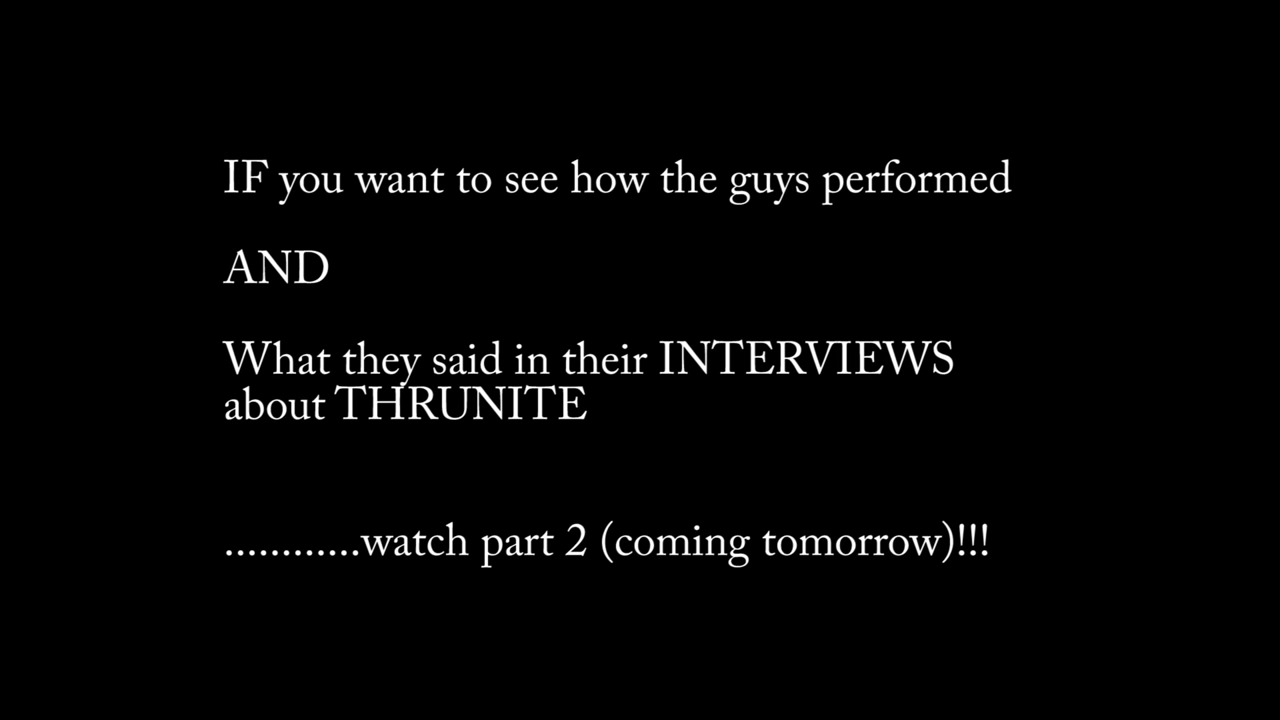 IF you want to see how the guys performed
AND
What they said in their INTERVIEWS
about THRUNITE
............watch part 2 (coming tomorrow)!!!